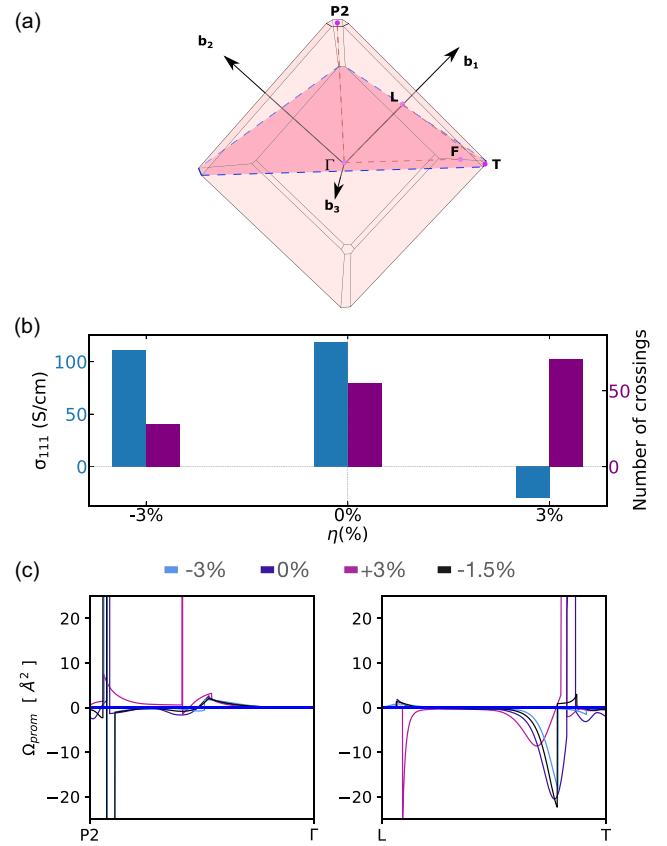 (a)
P2
b₂
b₁
L
Γ
F
T
b₃
(b)
σ₁₁₁ (S/cm)
100
50
0
50
0
Number of crossings
-3%
0%
3%
η(%)
(c)
-3% 0% +3% -1.5%
Ω_prom [ Å² ]
20
10
0
−10
−20
P2
Γ
20
10
0
−10
−20
L
T